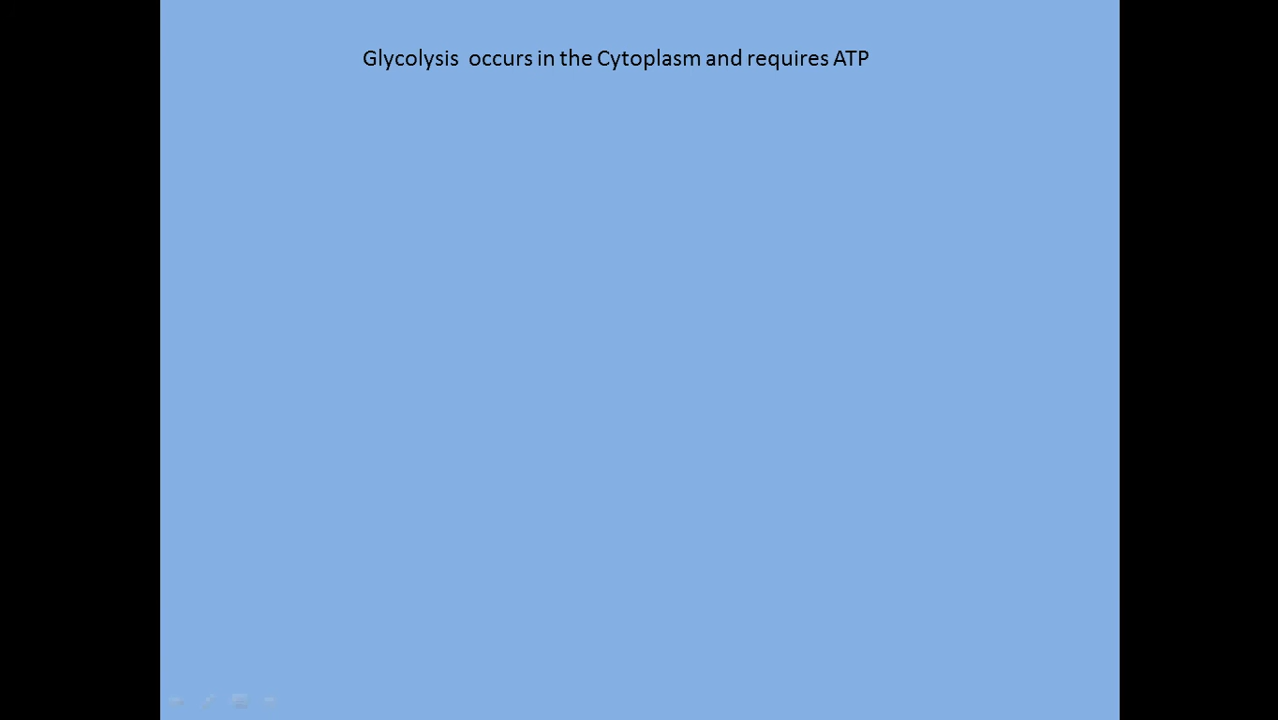 Glycolysis  occurs in the Cytoplasm and requires ATP